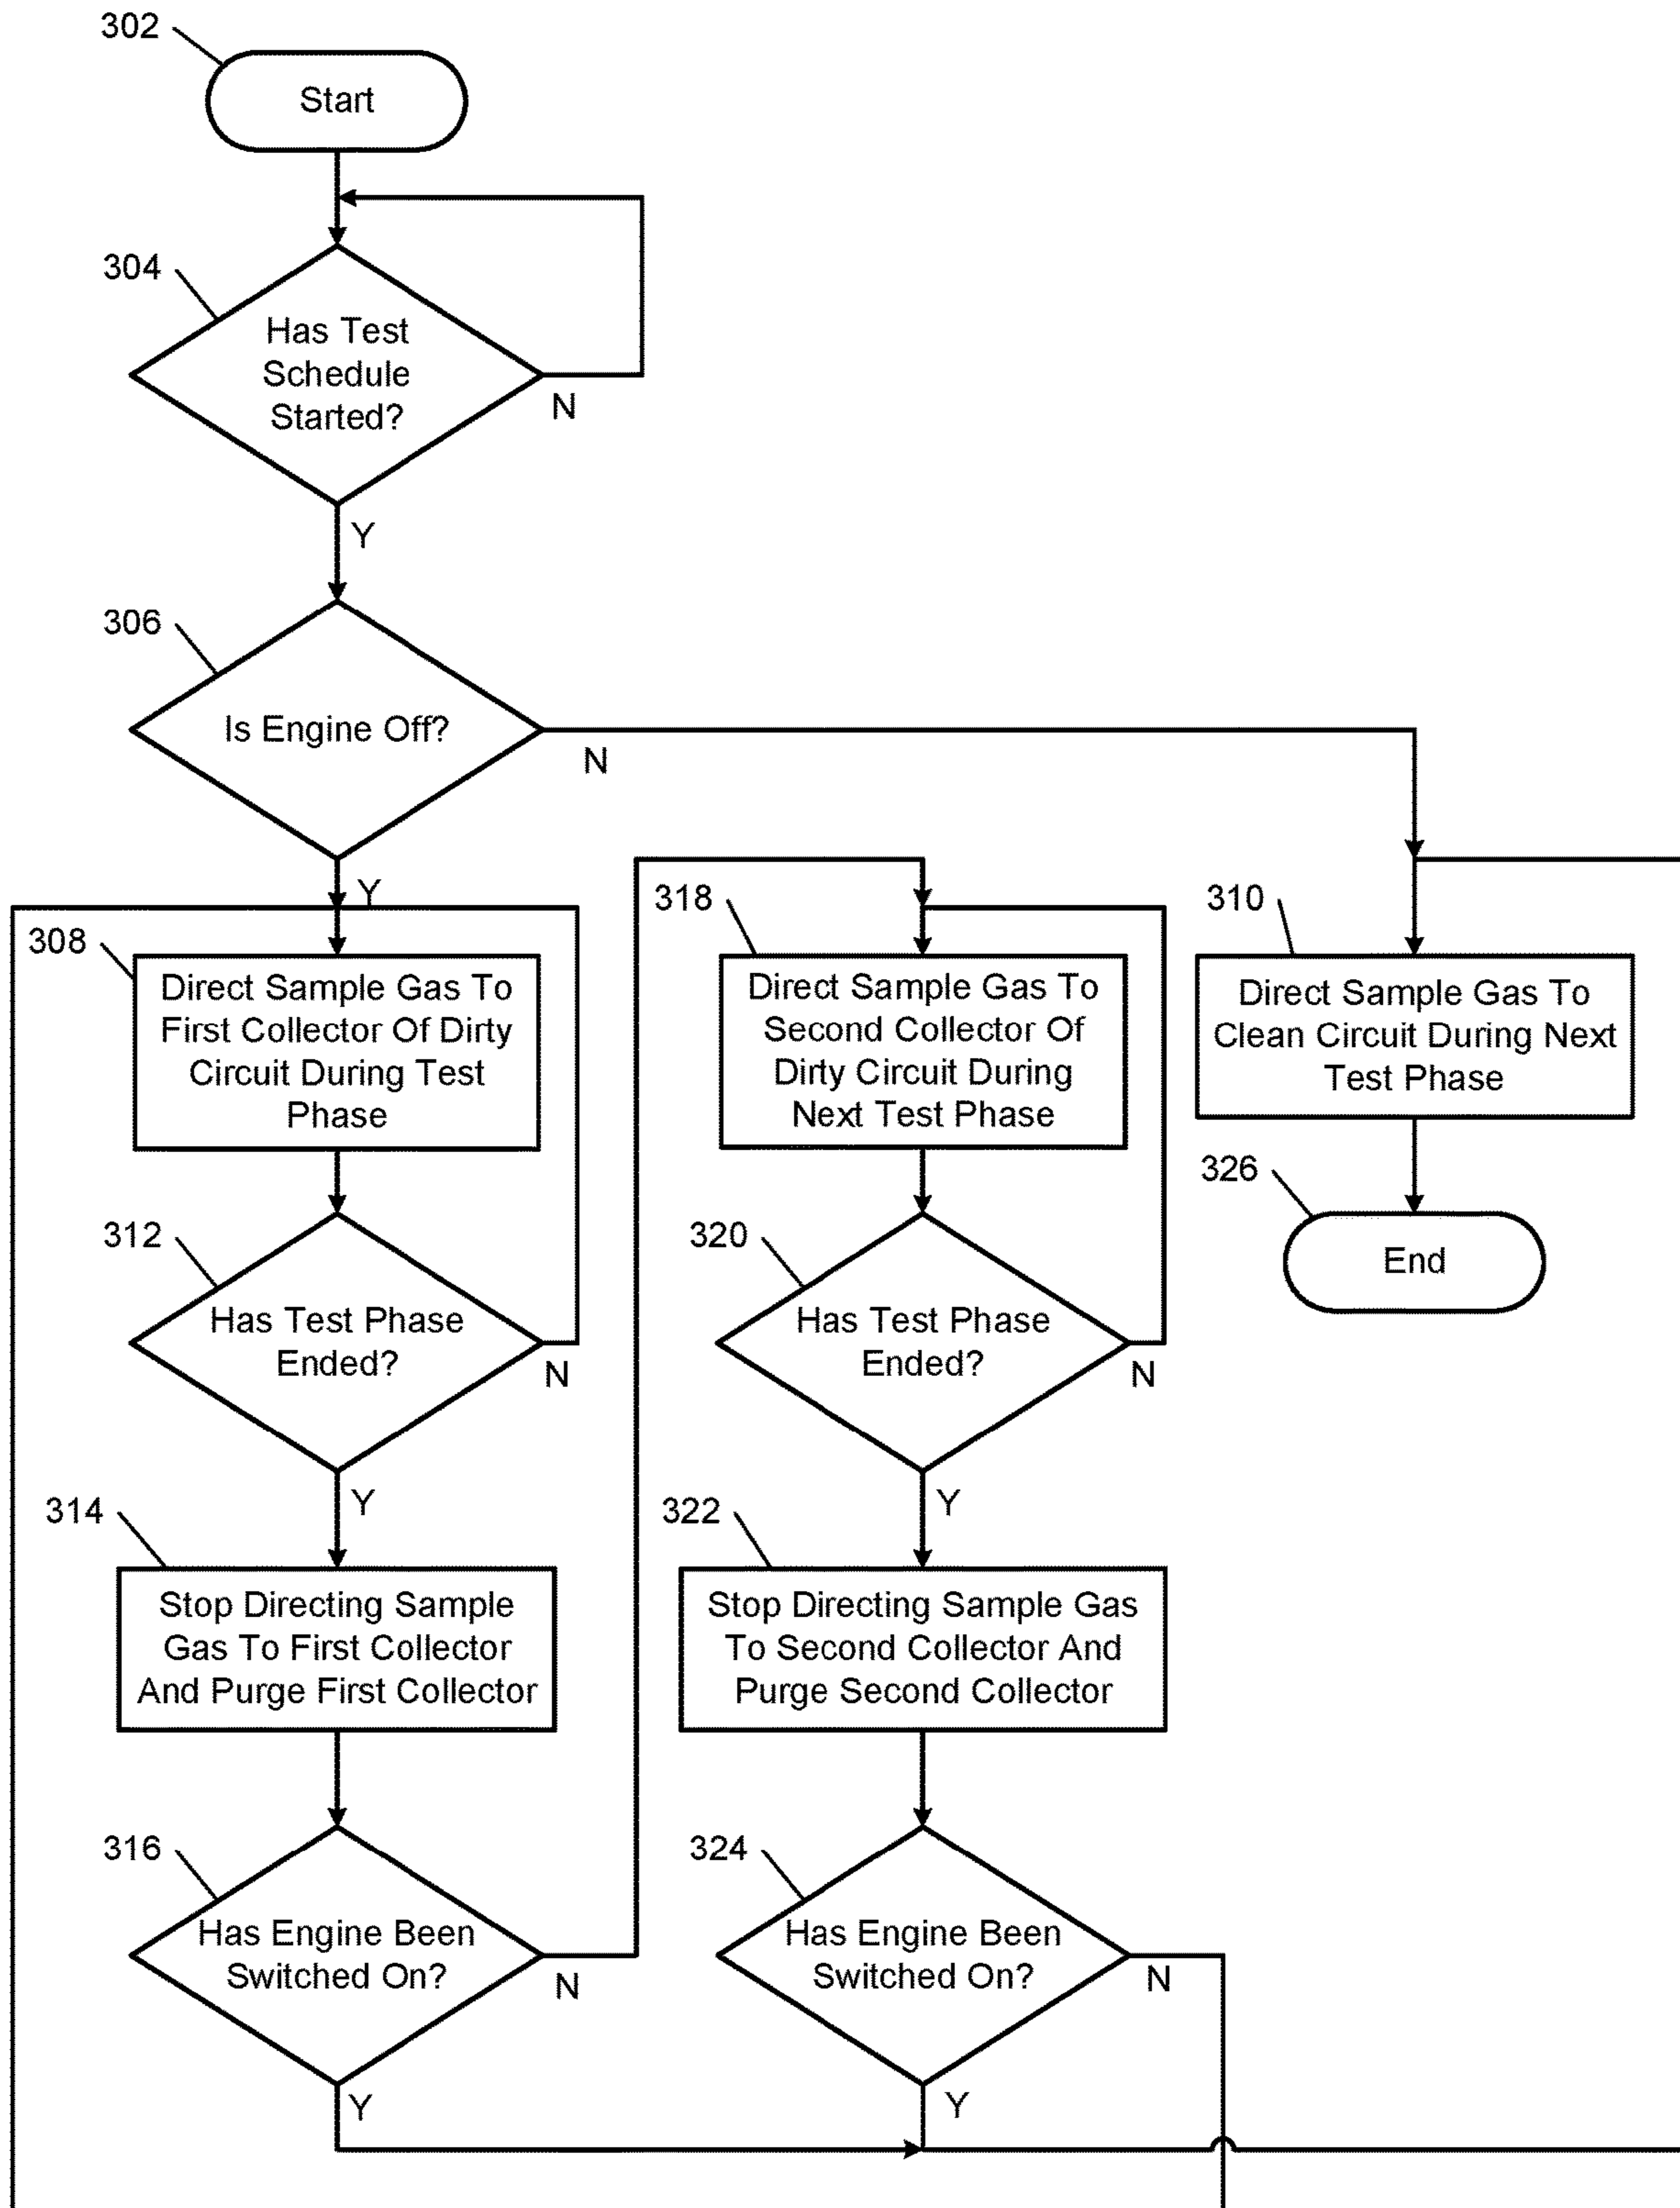 302
Start
304
Has Test
Schedule
Started?
N
Y
306
Is Engine Off?
N
Y
308
Direct Sample Gas To
First Collector Of Dirty
Circuit During Test
Phase
318
Direct Sample Gas To
Second Collector Of
Dirty Circuit During
Next Test Phase
310
Direct Sample Gas To
Clean Circuit During Next
Test Phase
326
End
312
Has Test Phase
Ended?
N
Y
320
Has Test Phase
Ended?
N
Y
314
Stop Directing Sample
Gas To First Collector
And Purge First Collector
322
Stop Directing Sample Gas
To Second Collector And
Purge Second Collector
316
Has Engine Been
Switched On?
N
Y
324
Has Engine Been
Switched On?
N
Y